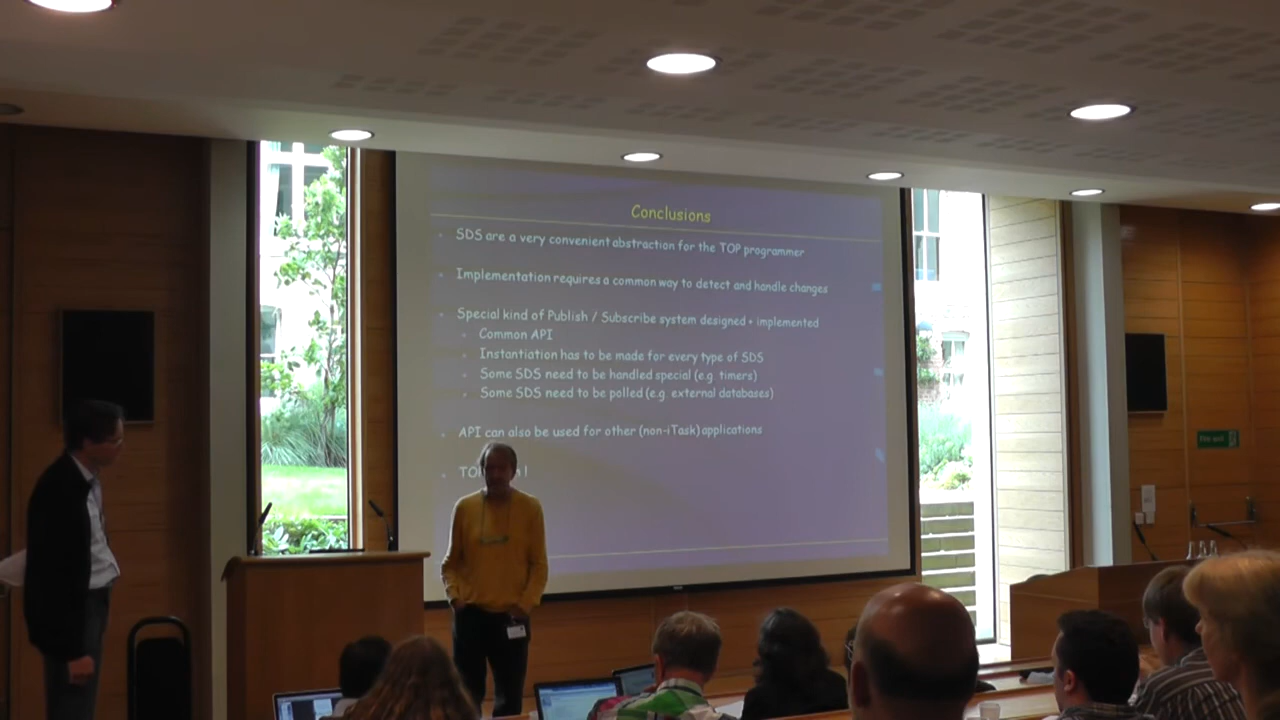 Conclusions
SDS are a very convenient abstraction for the TOP programmer
Implementation requires a common way to detect and handle changes
Special kind of Publish / Subscribe system designed + implemented
Common API
Instantiation has to be made for every type of SDS
Some SDS need to be handled special (e.g. timers)
Some SDS need to be polled (e.g. external databases)
API can also be used for other (non-iTask) applications
!